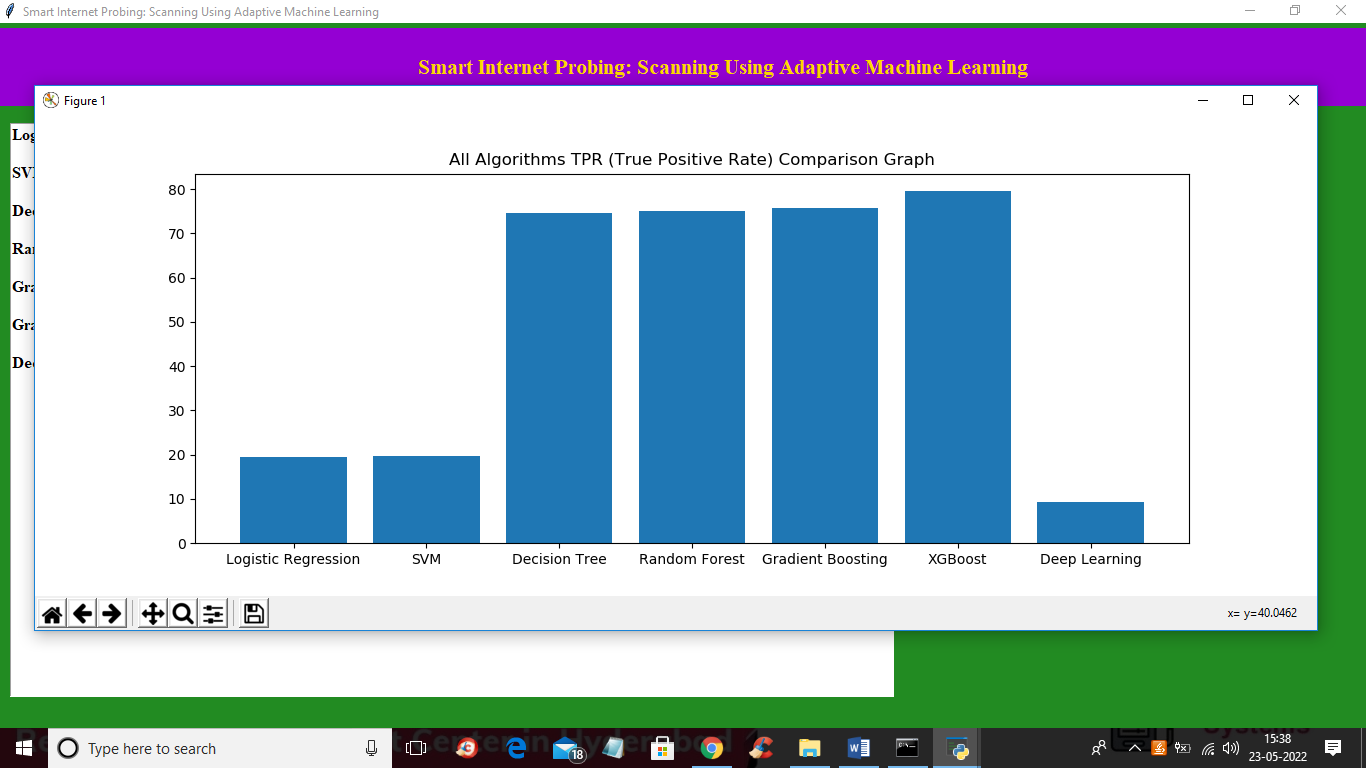 Smart Internet Probing: Scanning Using Adaptive Machine Learning
Smart Internet Probing: Scanning Using Adaptive Machine Learning
Figure 1
All Algorithms TPR (True Positive Rate) Comparison Graph
80
70
60
50
40
30
20
10
0
Logistic Regression SVM Decision Tree Random Forest Gradient Boosting XGBoost Deep Learning
x= y=40.0462
Type here to search
18
15:38
23-05-2022